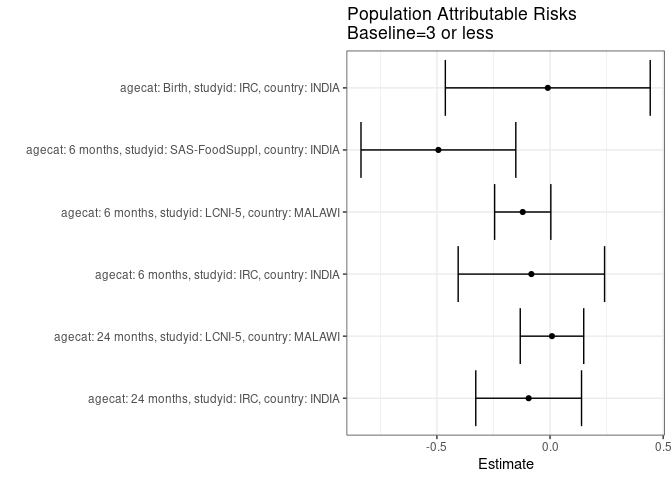 Population Attributable Risks
Baseline=3 or less
agecat: Birth, studyid: IRC, country: INDIA
agecat: 6 months, studyid: SAS-FoodSuppl, country: INDIA
agecat: 6 months, studyid: LCNI-5, country: MALAWI
agecat: 6 months, studyid: IRC, country: INDIA
agecat: 24 months, studyid: LCNI-5, country: MALAWI
agecat: 24 months, studyid: IRC, country: INDIA
-0.5 0.0 0.5
Estimate